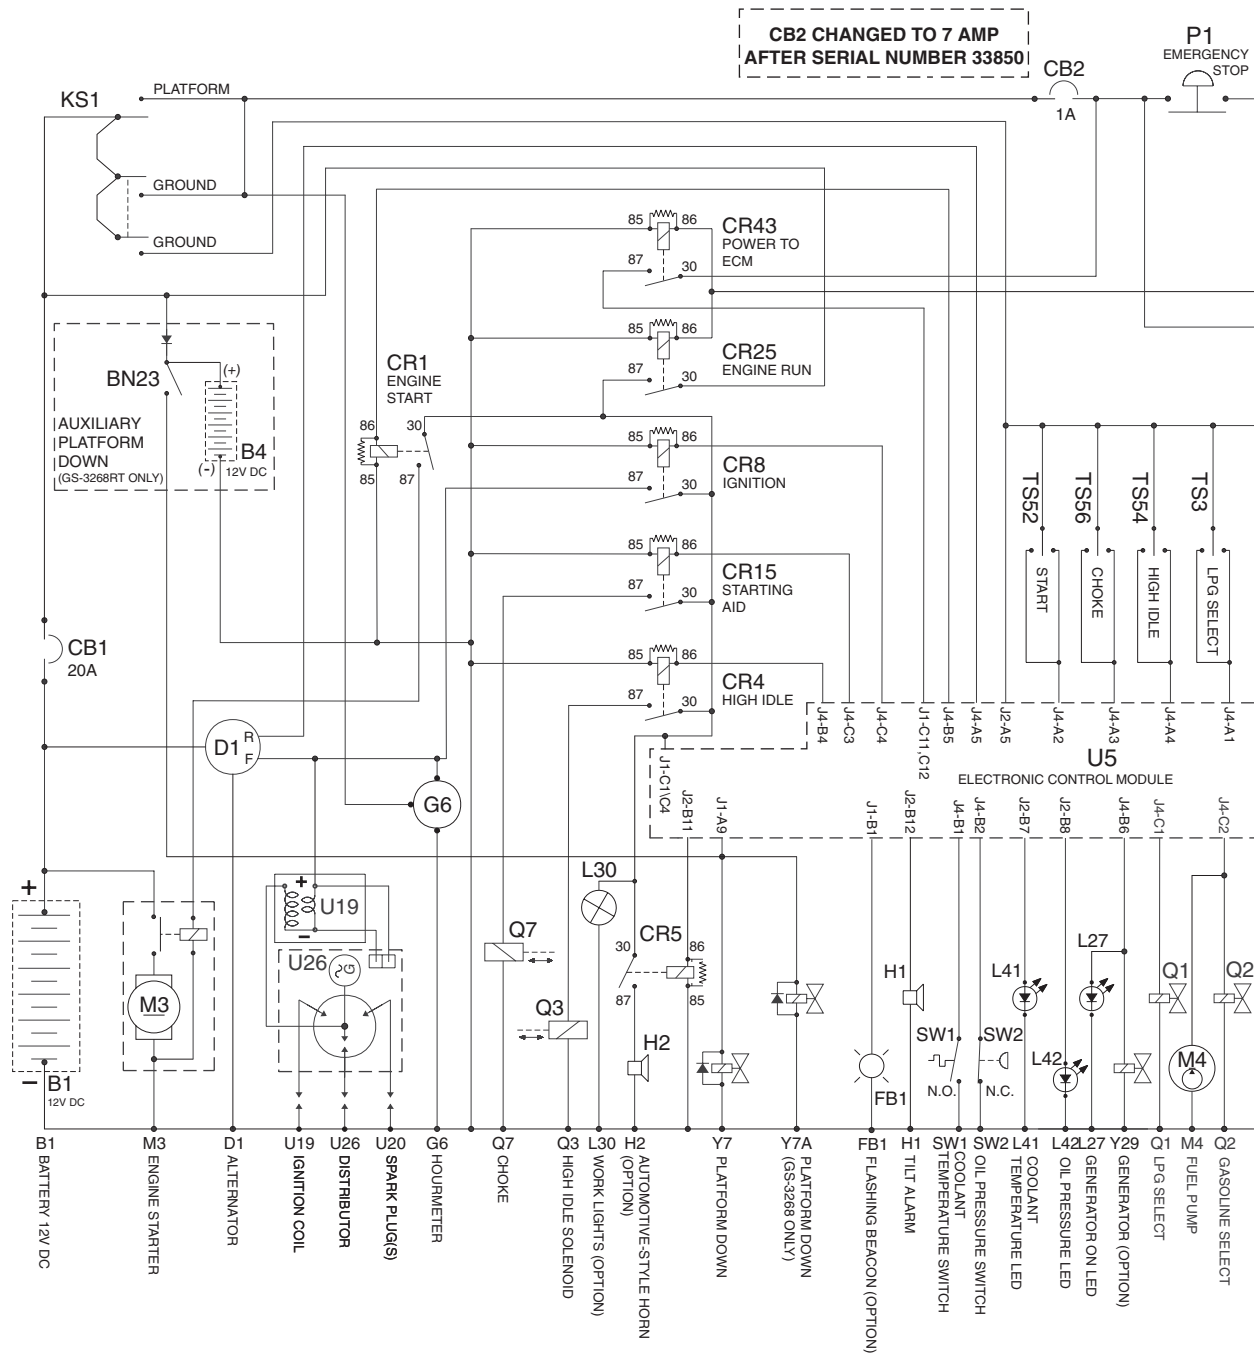 CB2 CHANGED TO 7 AMP
AFTER SERIAL NUMBER 33850
P1
EMERGENCY
STOP
CB2
1A
KS1
PLATFORM
GROUND
GROUND
85
86
CR43
POWER TO
ECM
87
30
85
86
CR25
ENGINE RUN
87
30
BN23
(+)
AUXILIARY
PLATFORM
DOWN
(GS-3268RT ONLY)
B4
(-)
12V DC
CR1
ENGINE
START
86
30
85
87
85
86
CR8
IGNITION
87
30
85
86
CR15
STARTING
AID
87
30
85
86
CR4
HIGH IDLE
87
30
TS52
TS56
TS54
TS3
START
CHOKE
HIGH IDLE
LPG SELECT
CB1
20A
D1
R
F
G6
J4-B4
J4-C3
J4-C4
J1-C11,C12
J4-B5
J4-A5
J2-A5
J4-A2
J4-A3
J4-A4
J4-A1
U5
ELECTRONIC CONTROL MODULE
J1-C1\C4
J2-B11
J1-A9
J1-B1
J2-B12
J4-B1
J4-B2
J2-B7
J2-B8
J4-B6
J4-C1
J4-C2
+
−
B1
12V DC
M3
+
U19
−
U26
G
Q7
Q3
L30
30
CR5
86
87
85
H2
FB1
H1
SW1
SW2
N.O.
N.C.
L41
L42
L27
Q1
M4
Q2
B1
M3
D1
U19
U26
U20
G6
Q7
Q3
L30
H2
Y7
Y7A
FB1
H1
SW1
SW2
L41
L42
L27
Y29
Q1
M4
Q2
BATTERY 12V DC
ENGINE STARTER
ALTERNATOR
IGNITION COIL
DISTRIBUTOR
SPARK PLUG(S)
HOURMETER
CHOKE
HIGH IDLE SOLENOID
WORK LIGHTS (OPTION)
AUTOMOTIVE-STYLE HORN
(OPTION)
PLATFORM DOWN
PLATFORM DOWN
(GS-3268 ONLY)
FLASHING BEACON (OPTION)
TILT ALARM
COOLANT
TEMPERATURE SWITCH
OIL PRESSURE SWITCH
COOLANT
TEMPERATURE LED
OIL PRESSURE LED
GENERATOR ON LED
GENERATOR (OPTION)
LPG SELECT
FUEL PUMP
GASOLINE SELECT